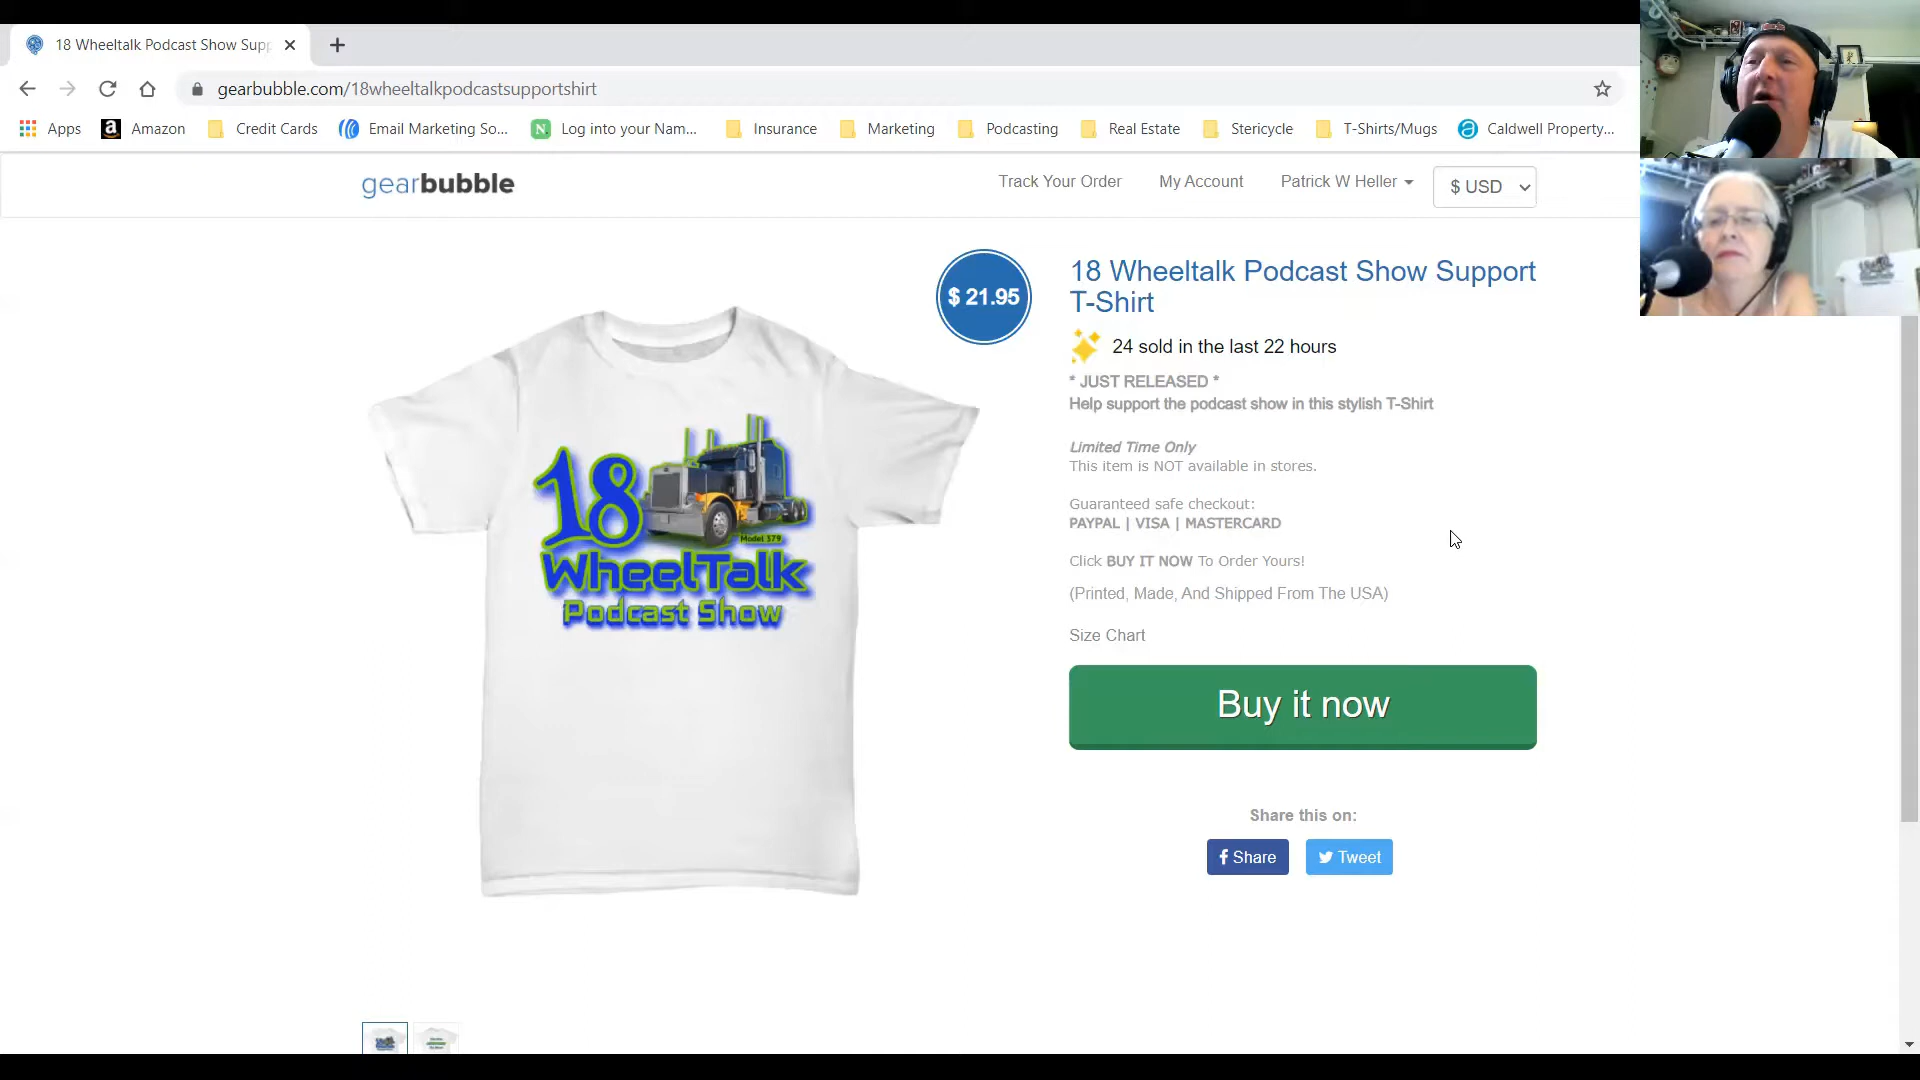 18 Wheeltalk Podcast Show Supp
gearbubble.com/18wheeltalkpodcastsupportshirt
Apps
Amazon
Credit Cards
Email Marketing So...
N
Log into your Nam...
Insurance
Marketing
Podcasting
Real Estate
Stericycle
T-Shirts/Mugs
Caldwell Property...
gearbubble
Track Your Order
My Account
Patrick W Heller
$ USD
$ 21.95
18
Model 379
WheelTalk
Podcast Show
18 Wheeltalk Podcast Show Support
T-Shirt
24 sold in the last 22 hours
* JUST RELEASED *
Help support the podcast show in this stylish T-Shirt
Limited Time Only
This item is NOT available in stores.
Guaranteed safe checkout:
PAYPAL | VISA | MASTERCARD
Click BUY IT NOW To Order Yours!
(Printed, Made, And Shipped From The USA)
Size Chart
Buy it now
Share this on:
Share
Tweet